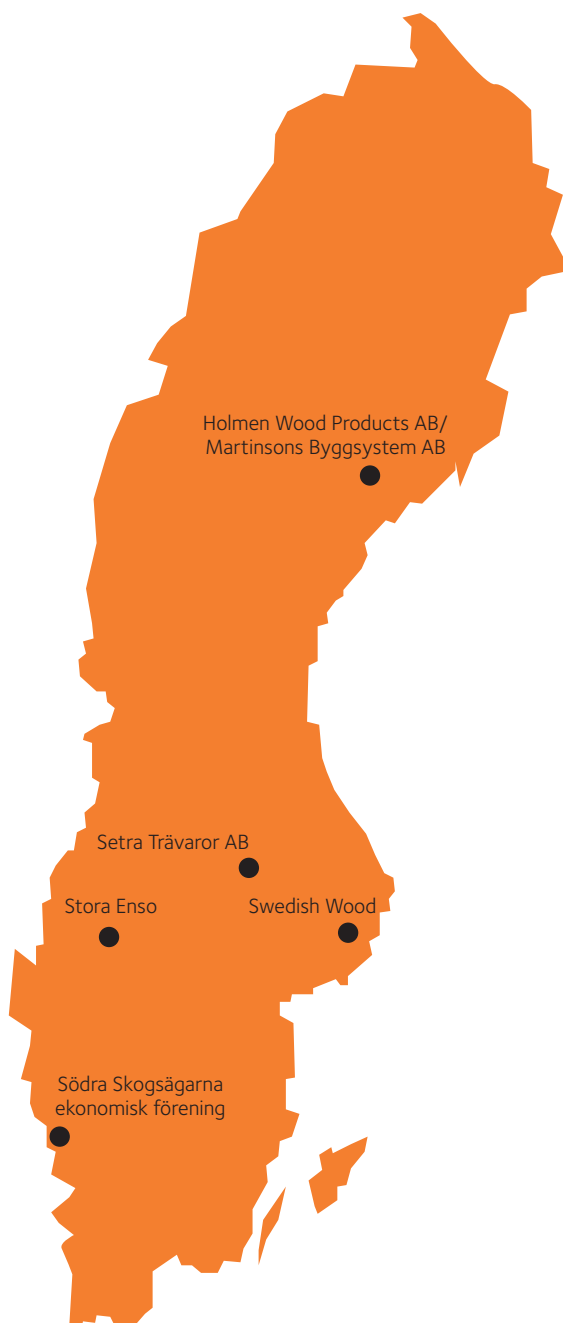 Holmen Wood Products AB/
Martinsons Byggsystem AB
Setra Trävaror AB
Stora Enso
Swedish Wood
Södra Skogsägarna
ekonomisk förening